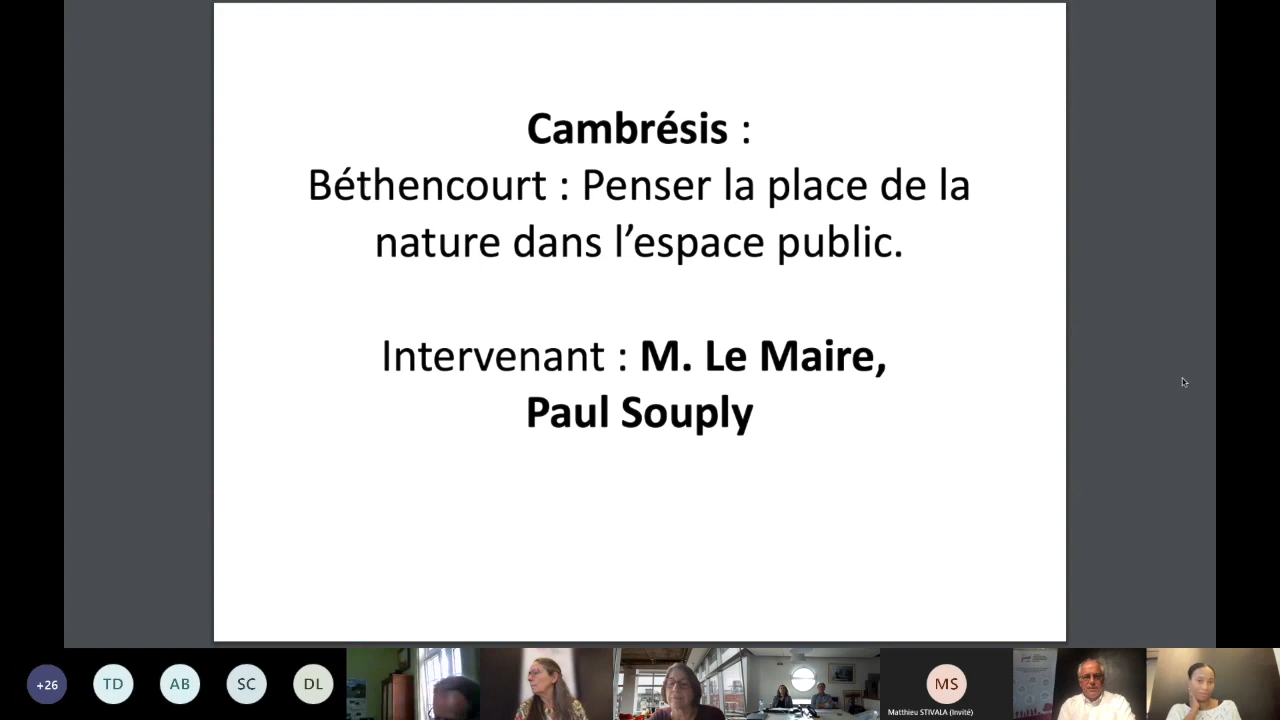 Cambrésis :
Béthencourt : Penser la place de la
nature dans l’espace public.
Intervenant : M. Le Maire,
Paul Souply
+26
TD
AB
SC
DL
MS
Matthieu STIVALA (Invité)